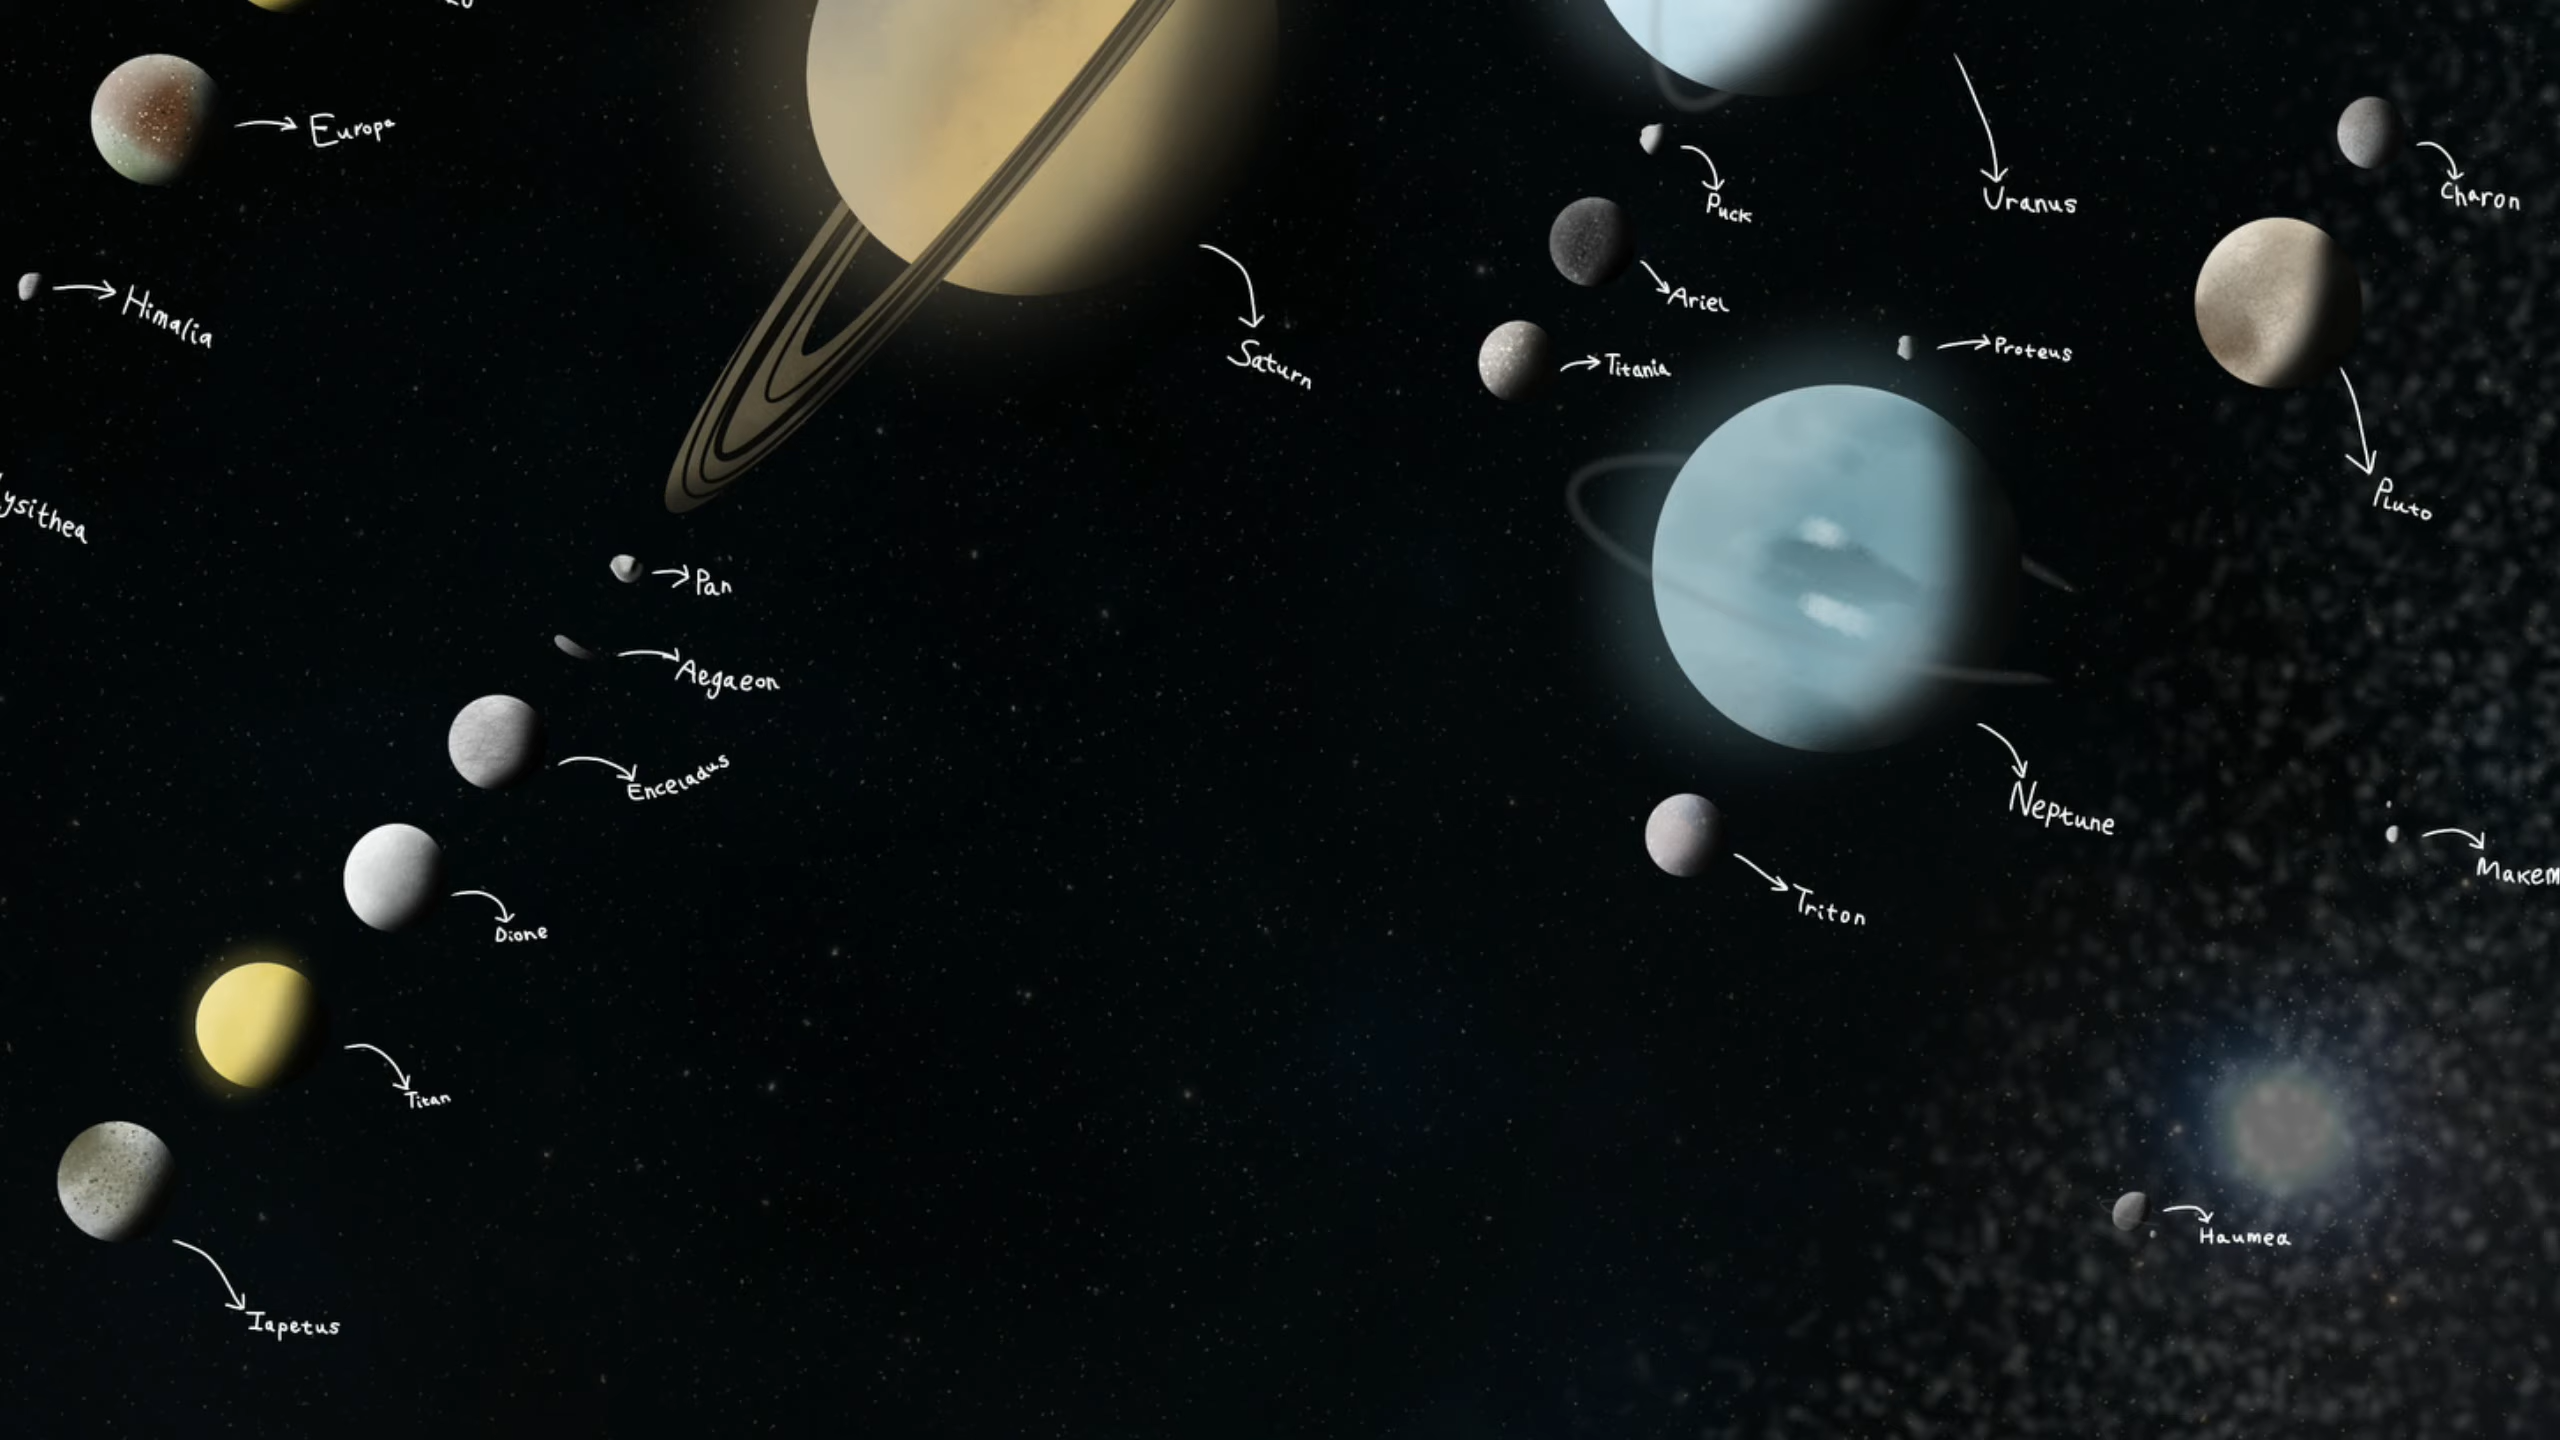 Europa
Himalia
Saturn
Uranus
Puck
Ariel
Titania
Proteus
Charon
Pluto
Pan
Aegaeon
Enceladus
Dione
Titan
Iapetus
Neptune
Triton
Makem
Haumea
ysithea